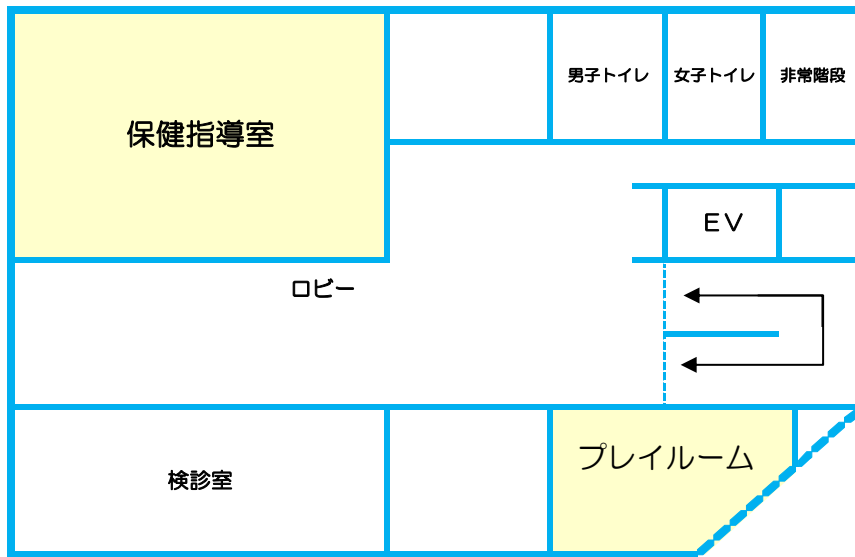 男子トイレ
女子トイレ
非常階段
保健指導室
EV
ロビー
プレイルーム
検診室